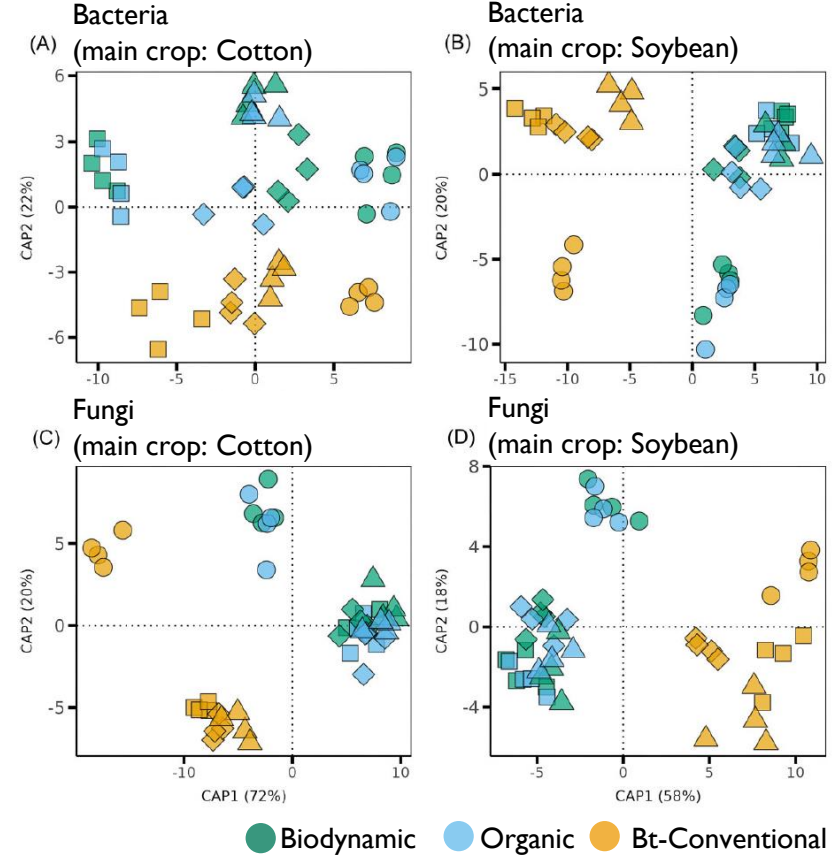 Bacteria
(main crop: Cotton)
(A)
CAP2 (22%)
6
3
0
-3
-6
-10
-5
0
5
Bacteria
(main crop: Soybean)
(B)
CAP2 (20%)
5
0
-5
-10
-15
-10
-5
0
5
10
Fungi
(main crop: Cotton)
(C)
CAP2 (20%)
5
0
-5
-10
0
10
CAP1 (72%)
Fungi
(main crop: Soybean)
(D)
CAP2 (18%)
8
4
0
-4
-5
0
5
10
CAP1 (58%)
Biodynamic
Organic
Bt-Conventional